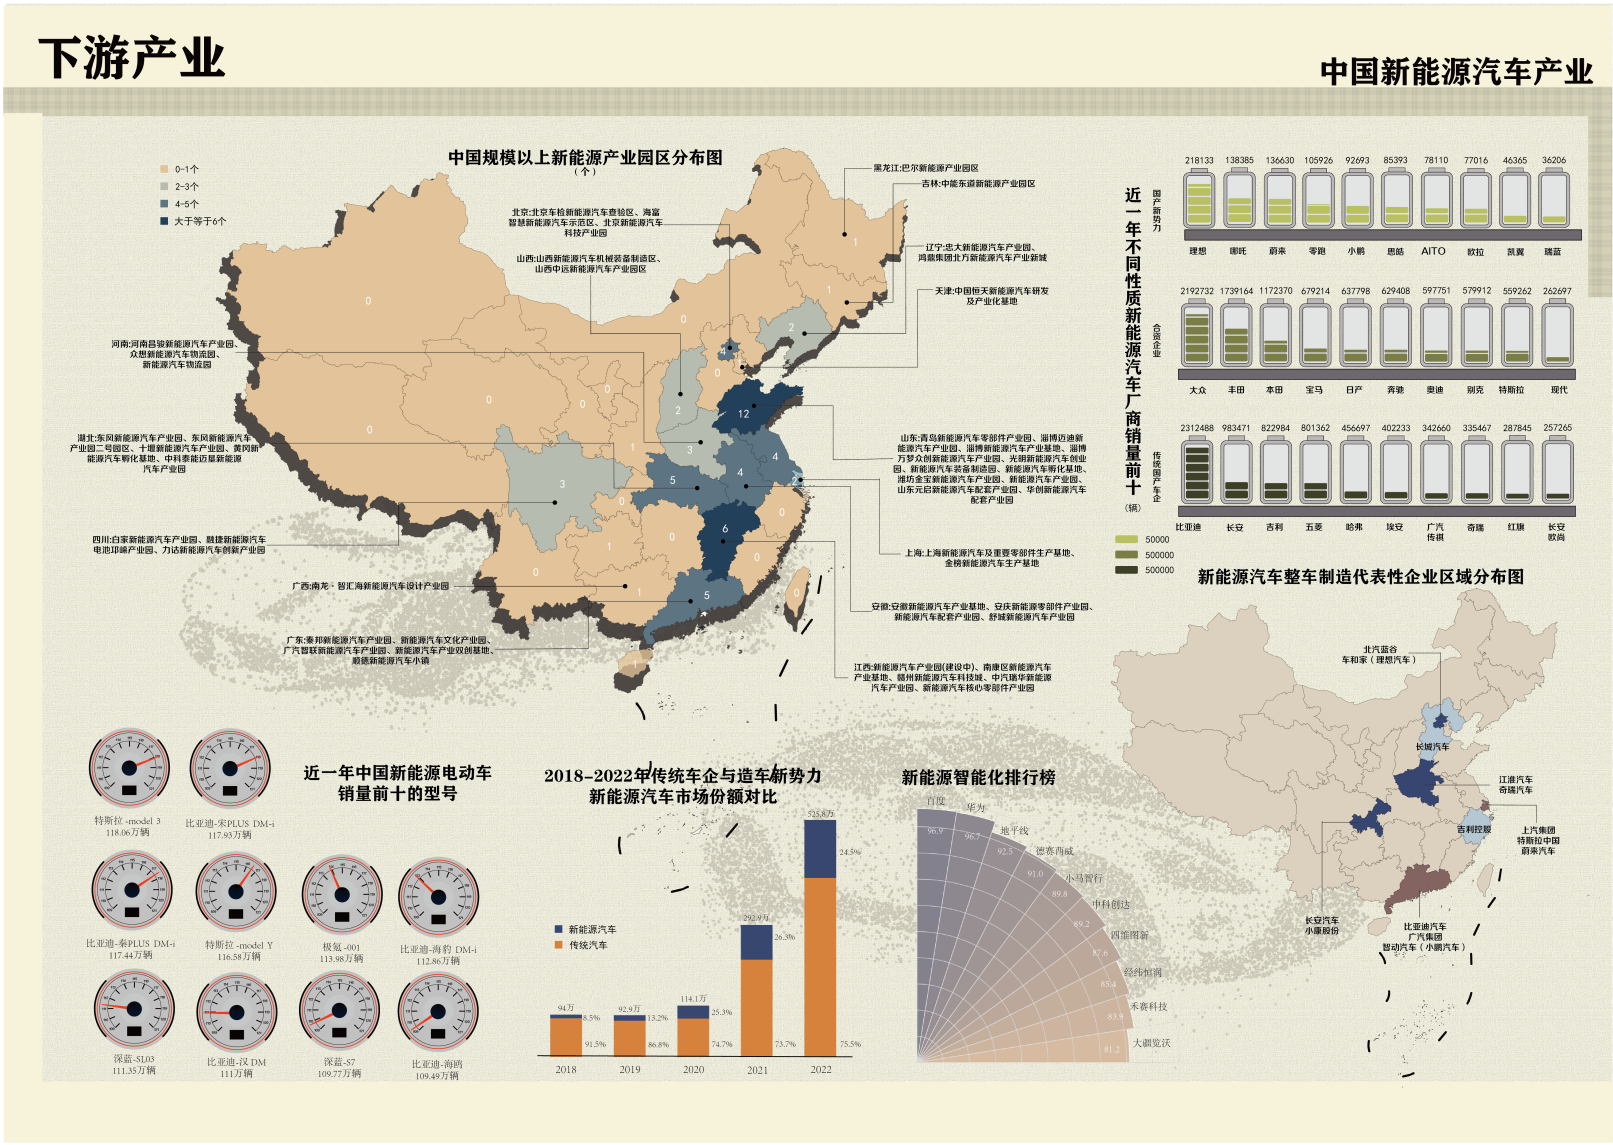 下游产业
中国新能源汽车产业
中国规模以上新能源产业园区分布图
(个)
0-1个
2-3个
4-5个
大于等于6个
黑龙江:巴尔新能源产业园区
吉林:中能东道新能源产业园区
北京:北京车检新能源汽车查验区、海富
智慧新能源汽车示范区、北京新能源汽车
科技产业园
山西:山西新能源汽车机械装备制造区、
山西中远新能源汽车产业园区
辽宁:忠大新能源汽车产业园、
鸿鼎集团北方新能源汽车产业新城
天津:中国恒天新能源汽车研发
及产业化基地
河南:河南昌骏新能源汽车产业园、
众想新能源汽车物流园、
新能源汽车物流园
湖北:东风新能源汽车产业园、东风新能源汽车
产业园二号园区、十堰新能源汽车产业园、黄冈新
能源汽车孵化基地、中科泰能迈垦新能源
汽车产业园
山东:青岛新能源汽车零部件产业园、淄博迈迪新
能源汽车产业园、淄博新能源汽车产业基地、淄博
万梦众创新能源汽车产业园、光明新能源汽车创业
园、新能源汽车装备制造园、新能源汽车孵化基地、
潍坊金宝新能源汽车产业园、新能源汽车产业园、
山东元启新能源汽车配套产业园、华创新能源汽车
配套产业园
四川:白家新能源汽车产业园、融捷新能源汽车
电池邛崃产业园、力诘新能源汽车创新产业园
上海:上海新能源汽车及重要零部件生产基地、
金桥新能源汽车生产基地
广西:南龙·智汇海新能源汽车设计产业园
安徽:安徽新能源汽车产业基地、安庆新能源零部件产业园、
新能源汽车配套产业园、舒城新能源汽车产业园
广东:秦邦新能源汽车产业园、新能源汽车文化产业园、
广汽智联新能源汽车产业园、新能源汽车产业双创基地、
顺德新能源汽车小镇
江西:新能源汽车产业园(建设中)、南康区新能源汽车
产业基地、赣州新能源汽车科技城、中汽瑞华新能源
汽车产业园、新能源汽车核心零部件产业园
0
1
1
0
2
4
0
0
0
0
0
2
12
1
3
4
4
3
5
0
2
6
0
0
1
0
0
1
5
0
1
近一年不同性质新能源汽车厂商销量前十
(辆)
国产新势力
218133 138385 136630 105926 92693 85393 78110 77016 46365 36206
理想 哪吒 蔚来 零跑 小鹏 思皓 AITO 欧拉 凯翼 瑞蓝
合资企业
2192732 1739164 1172370 679214 637798 629408 597751 579912 559262 262697
大众 丰田 本田 宝马 日产 奔驰 奥迪 别克 特斯拉 现代
传统国产车企
2312488 983471 822984 801362 456697 402233 342660 335467 287845 257265
比亚迪 长安 吉利 五菱 哈弗 埃安 广汽传祺 奇瑞 红旗 长安欧尚
50000
500000
500000
新能源汽车整车制造代表性企业区域分布图
北汽蓝谷
车和家(理想汽车)
长城汽车
江淮汽车
奇瑞汽车
吉利控股
上汽集团
特斯拉中国
蔚来汽车
长安汽车
小康股份
比亚迪汽车
广汽集团
智动汽车(小鹏汽车)
近一年中国新能源电动车
销量前十的型号
特斯拉-model 3
118.06万辆
比亚迪-宋PLUS DM-i
117.93万辆
比亚迪-秦PLUS DM-i
117.44万辆
特斯拉-model Y
116.58万辆
极氪-001
113.98万辆
比亚迪-海豹 DM-i
112.86万辆
深蓝-SL03
111.35万辆
比亚迪-汉 DM
111万辆
深蓝-S7
109.77万辆
比亚迪-海鸥
109.49万辆
2018-2022年传统车企与造车新势力
新能源汽车市场份额对比
新能源汽车
传统汽车
94万
8.5%
91.5%
2018
92.9万
13.2%
86.8%
2019
114.1万
25.3%
74.7%
2020
292.9万
26.3%
73.7%
2021
525.8万
24.5%
75.5%
2022
新能源智能化排行榜
百度
96.9
华为
96.7
地平线
92.5
德赛西威
91.0
小马智行
89.8
中科创达
89.2
四维图新
87.6
经纬恒润
85.4
禾赛科技
83.9
大疆览沃
81.2